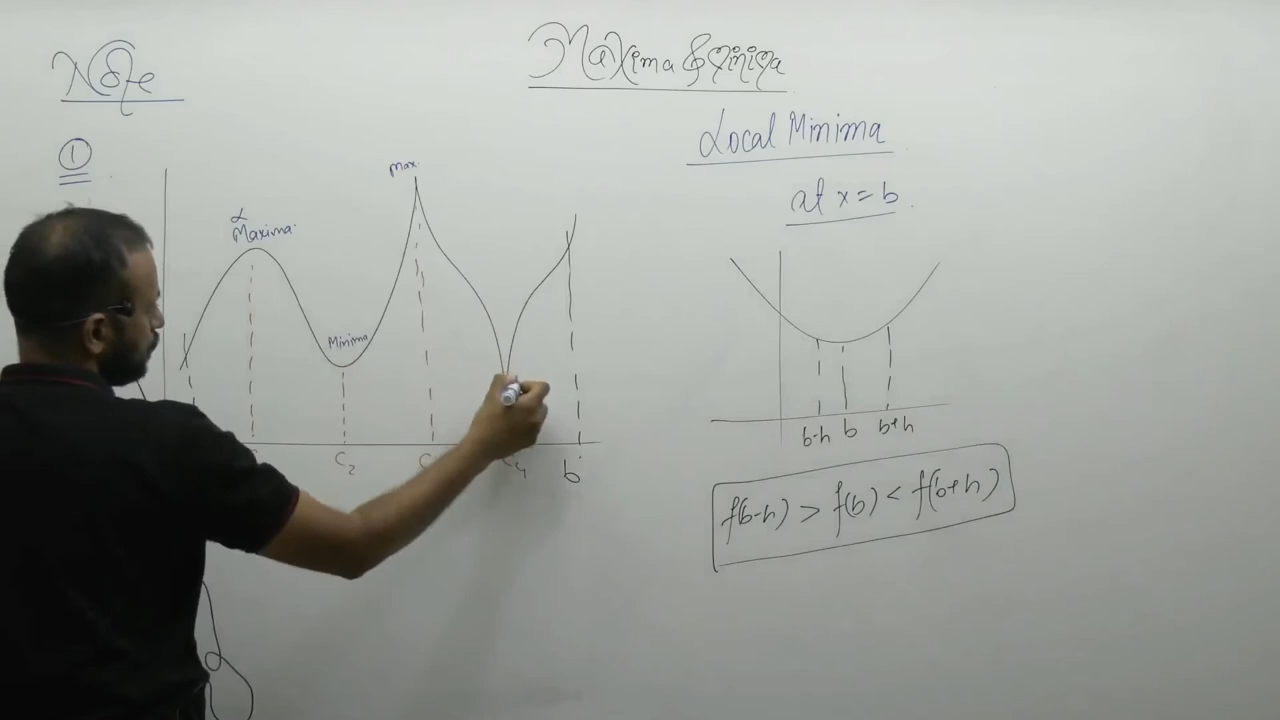 Note
Maxima & Minima
Local Minima
at x = b
①
Max.
L
Maxima.
Minima
C2
C
C4
b
b-h b b+h
f(b-h) > f(b) < f(b+h)